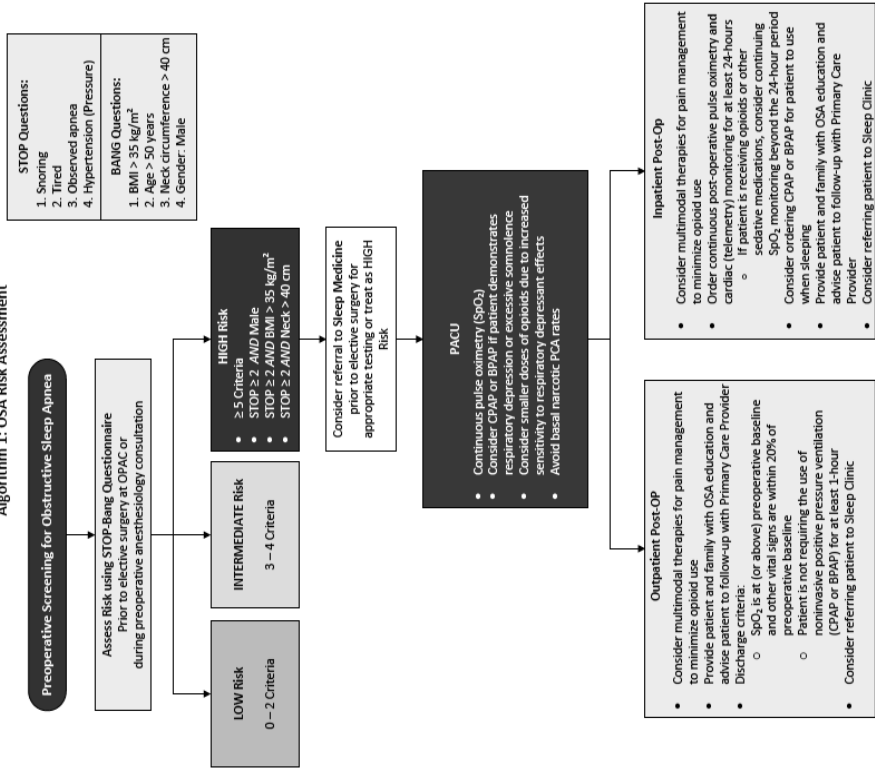 Algorithm 1: OSA Risk Assessment
Preoperative Screening for Obstructive Sleep Apnea
STOP Questions:
1. Snoring
2. Tired
3. Observed apnea
4. Hypertension (Pressure)
BANG Questions:
1. BMI > 35 kg/m²
2. Age > 50 years
3. Neck circumference > 40 cm
4. Gender: Male
Assess Risk using STOP-Bang Questionnaire
Prior to elective surgery at OPAC or
during preoperative anesthesiology consultation
LOW Risk
0 – 2 Criteria
INTERMEDIATE Risk
3 – 4 Criteria
HIGH Risk
• ≥ 5 Criteria
• STOP ≥ 2 AND Male
• STOP ≥ 2 AND BMI > 35 kg/m²
• STOP ≥ 2 AND Neck > 40 cm
Consider referral to Sleep Medicine
prior to elective surgery for
appropriate testing or treat as HIGH
Risk
PACU
• Continuous pulse oximetry (SpO₂)
• Consider CPAP or BPAP if patient demonstrates
respiratory depression or excessive somnolence
• Consider smaller doses of opioids due to increased
sensitivity to respiratory depressant effects
• Avoid basal narcotic PCA rates
Outpatient Post-OP
• Consider multimodal therapies for pain management
to minimize opioid use
• Provide patient and family with OSA education and
advise patient to follow-up with Primary Care Provider
• Discharge criteria:
○ SpO₂ is at (or above) preoperative baseline
and other vital signs are within 20% of
preoperative baseline
○ Patient is not requiring the use of
noninvasive positive pressure ventilation
(CPAP or BPAP) for at least 1-hour
• Consider referring patient to Sleep Clinic
Inpatient Post-Op
• Consider multimodal therapies for pain management
to minimize opioid use
• Order continuous post-operative pulse oximetry and
cardiac (telemetry) monitoring for at least 24-hours
○ If patient is receiving opioids or other
sedative medications, consider continuing
SpO₂ monitoring beyond the 24-hour period
• Consider ordering CPAP or BPAP for patient to use
when sleeping
• Provide patient and family with OSA education and
advise patient to follow-up with Primary Care
Provider
• Consider referring patient to Sleep Clinic